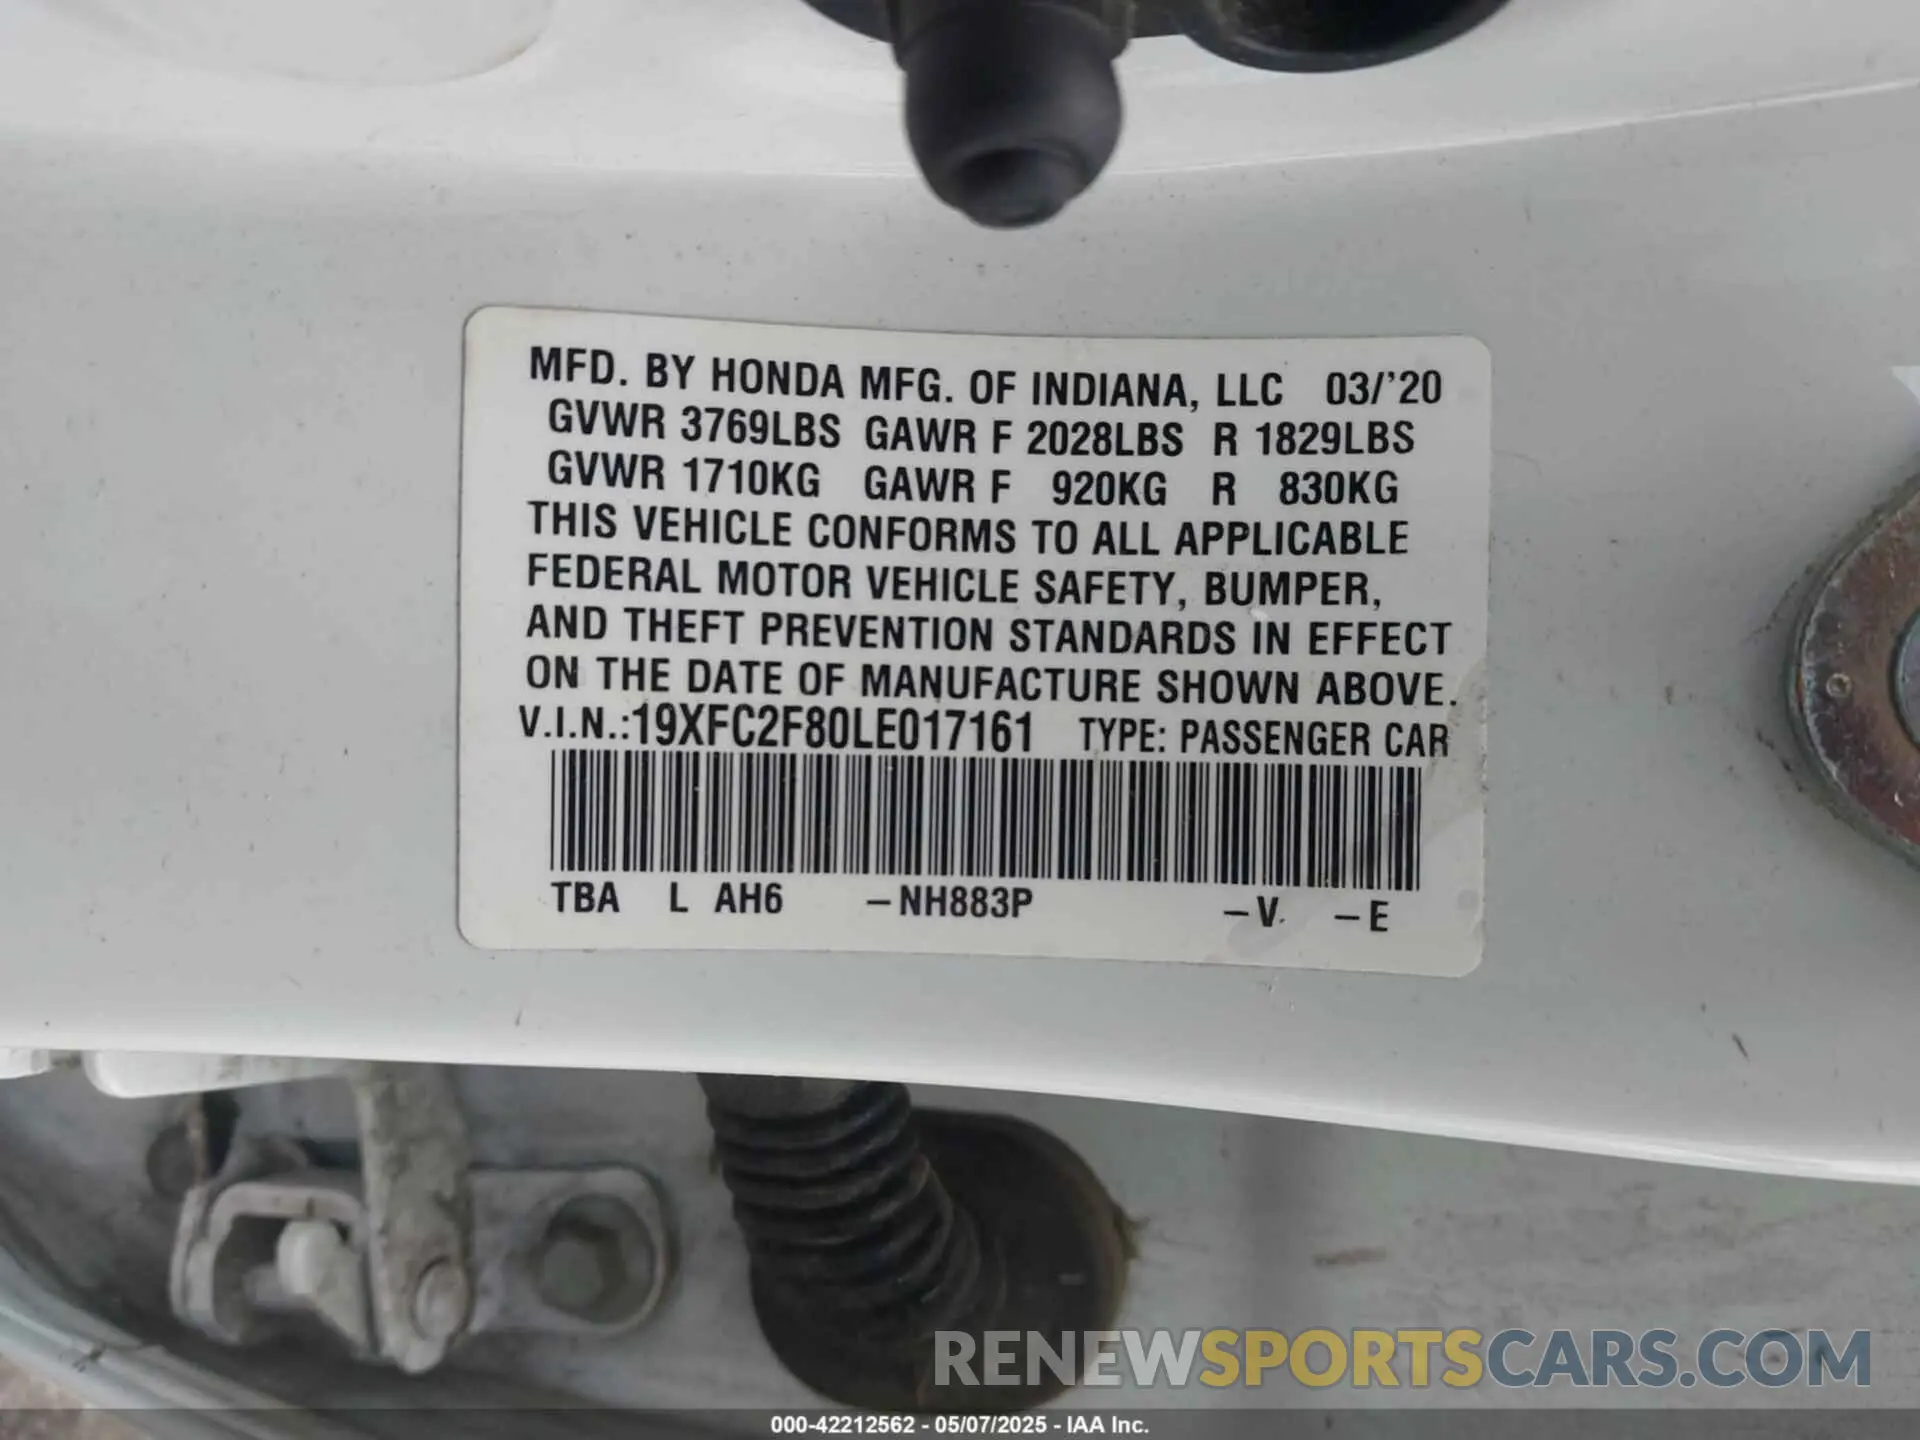 MFD. BY HONDA MFG. OF INDIANA, LLC 03/'20
GVWR 3769LBS GAWR F 2028LBS R 1829LBS
GVWR 1710KG GAWR F 920KG R 830KG
THIS VEHICLE CONFORMS TO ALL APPLICABLE
FEDERAL MOTOR VEHICLE SAFETY, BUMPER,
AND THEFT PREVENTION STANDARDS IN EFFECT
ON THE DATE OF MANUFACTURE SHOWN ABOVE.
V.I.N.:19XFC2F80LE017161 TYPE: PASSENGER CAR
TBA L AH6 –NH883P –V –E
RENEWSPORTSCARS.COM
000-42212562 - 05/07/2025 - IAA Inc.